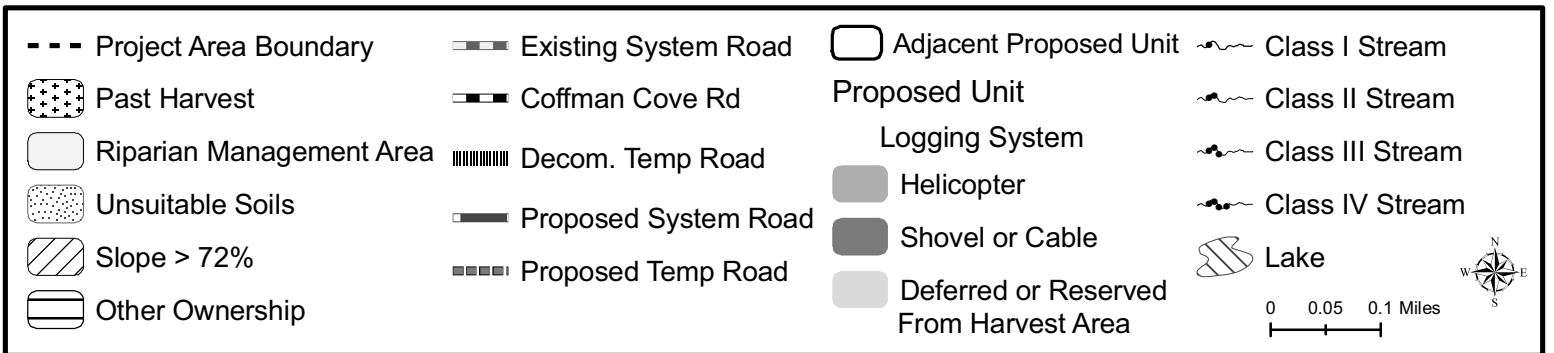 Project Area Boundary
Past Harvest
Riparian Management Area
Unsuitable Soils
Slope > 72%
Other Ownership
Existing System Road
Coffman Cove Rd
Decom. Temp Road
Proposed System Road
Proposed Temp Road
Adjacent Proposed Unit
Proposed Unit
Logging System
Helicopter
Shovel or Cable
Deferred or Reserved
From Harvest Area
Class I Stream
Class II Stream
Class III Stream
Class IV Stream
Lake
N
W E
S
0 0.05 0.1 Miles